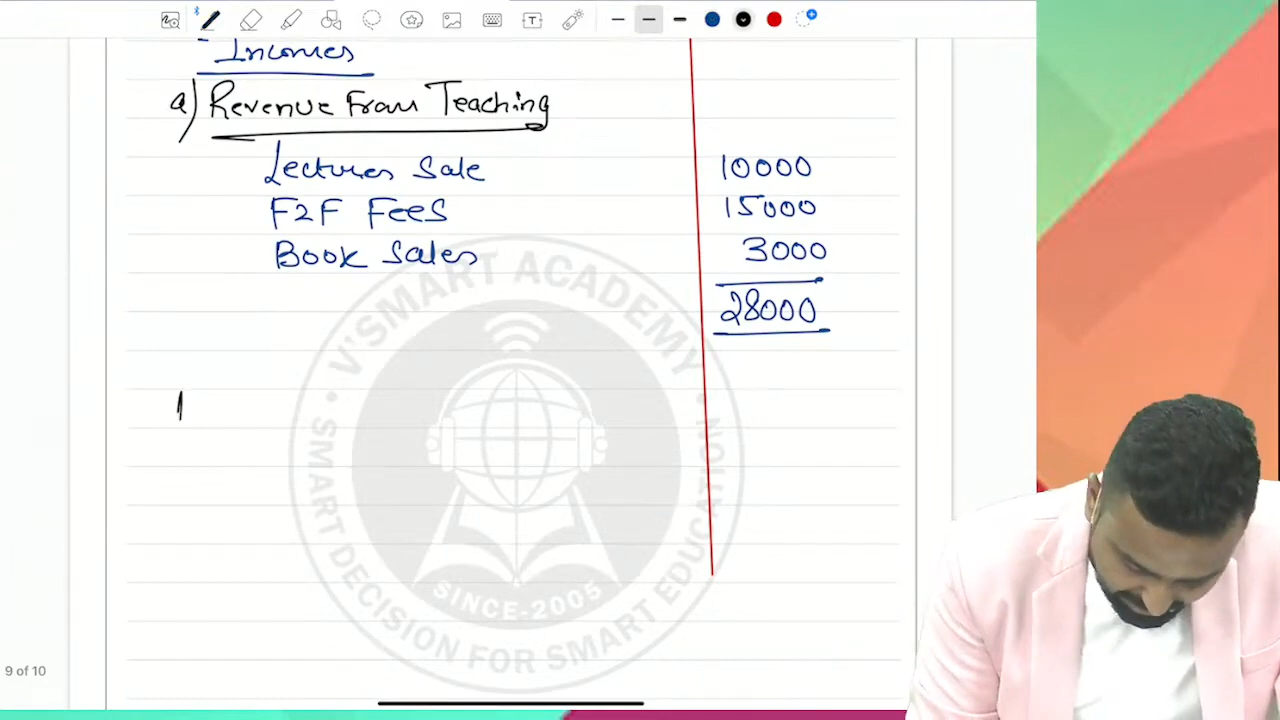 Incomes
a) Revenue From Teaching
Lectures Sale 10000
F2F Fees 15000
Book Sales 3000
28000
V'SMART ACADEMY
SMART DECISION FOR SMART EDUCATION
SINCE-2005
9 of 10
T